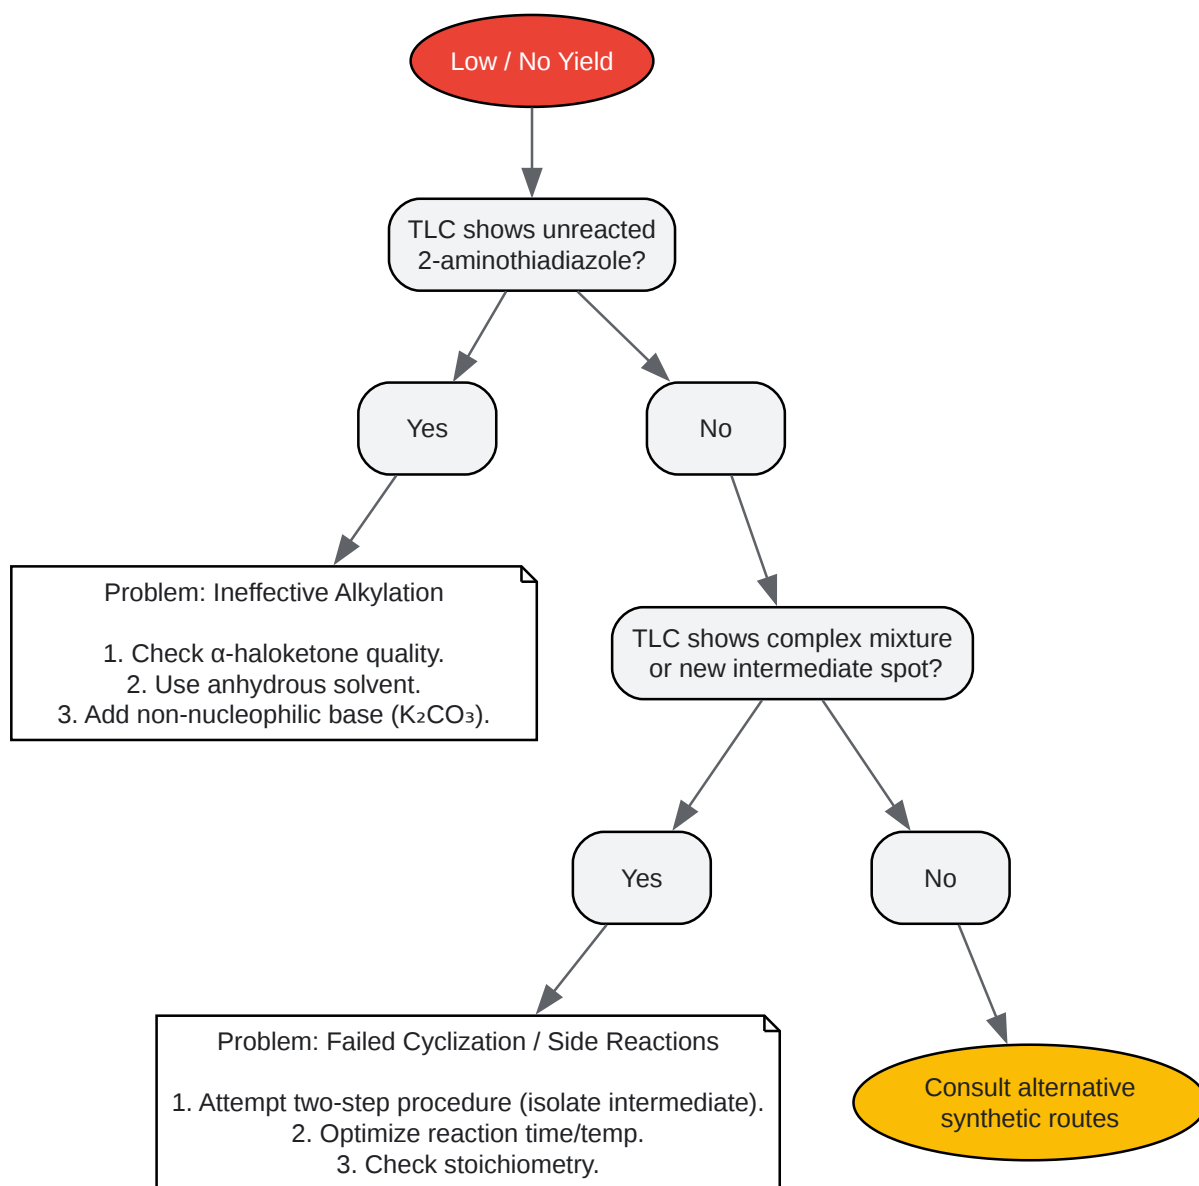 Low / No Yield
TLC shows unreacted
2-aminothiadiazole?
Yes
No
Problem: Ineffective Alkylation
1. Check α-haloketone quality.
2. Use anhydrous solvent.
3. Add non-nucleophilic base (K₂CO₃).
TLC shows complex mixture
or new intermediate spot?
Yes
No
Problem: Failed Cyclization / Side Reactions
1. Attempt two-step procedure (isolate intermediate).
2. Optimize reaction time/temp.
3. Check stoichiometry.
Consult alternative
synthetic routes